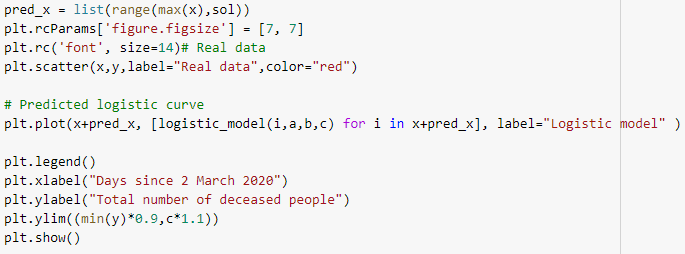 pred_x = list(range(max(x),sol))
plt.rcParams['figure.figsize'] = [7, 7]
plt.rc('font', size=14)# Real data
plt.scatter(x,y,label="Real data",color="red")
# Predicted logistic curve
plt.plot(x+pred_x, [logistic_model(i,a,b,c) for i in x+pred_x], label="Logistic model" )
plt.legend()
plt.xlabel("Days since 2 March 2020")
plt.ylabel("Total number of deceased people")
plt.ylim((min(y)*0.9,c*1.1))
plt.show()